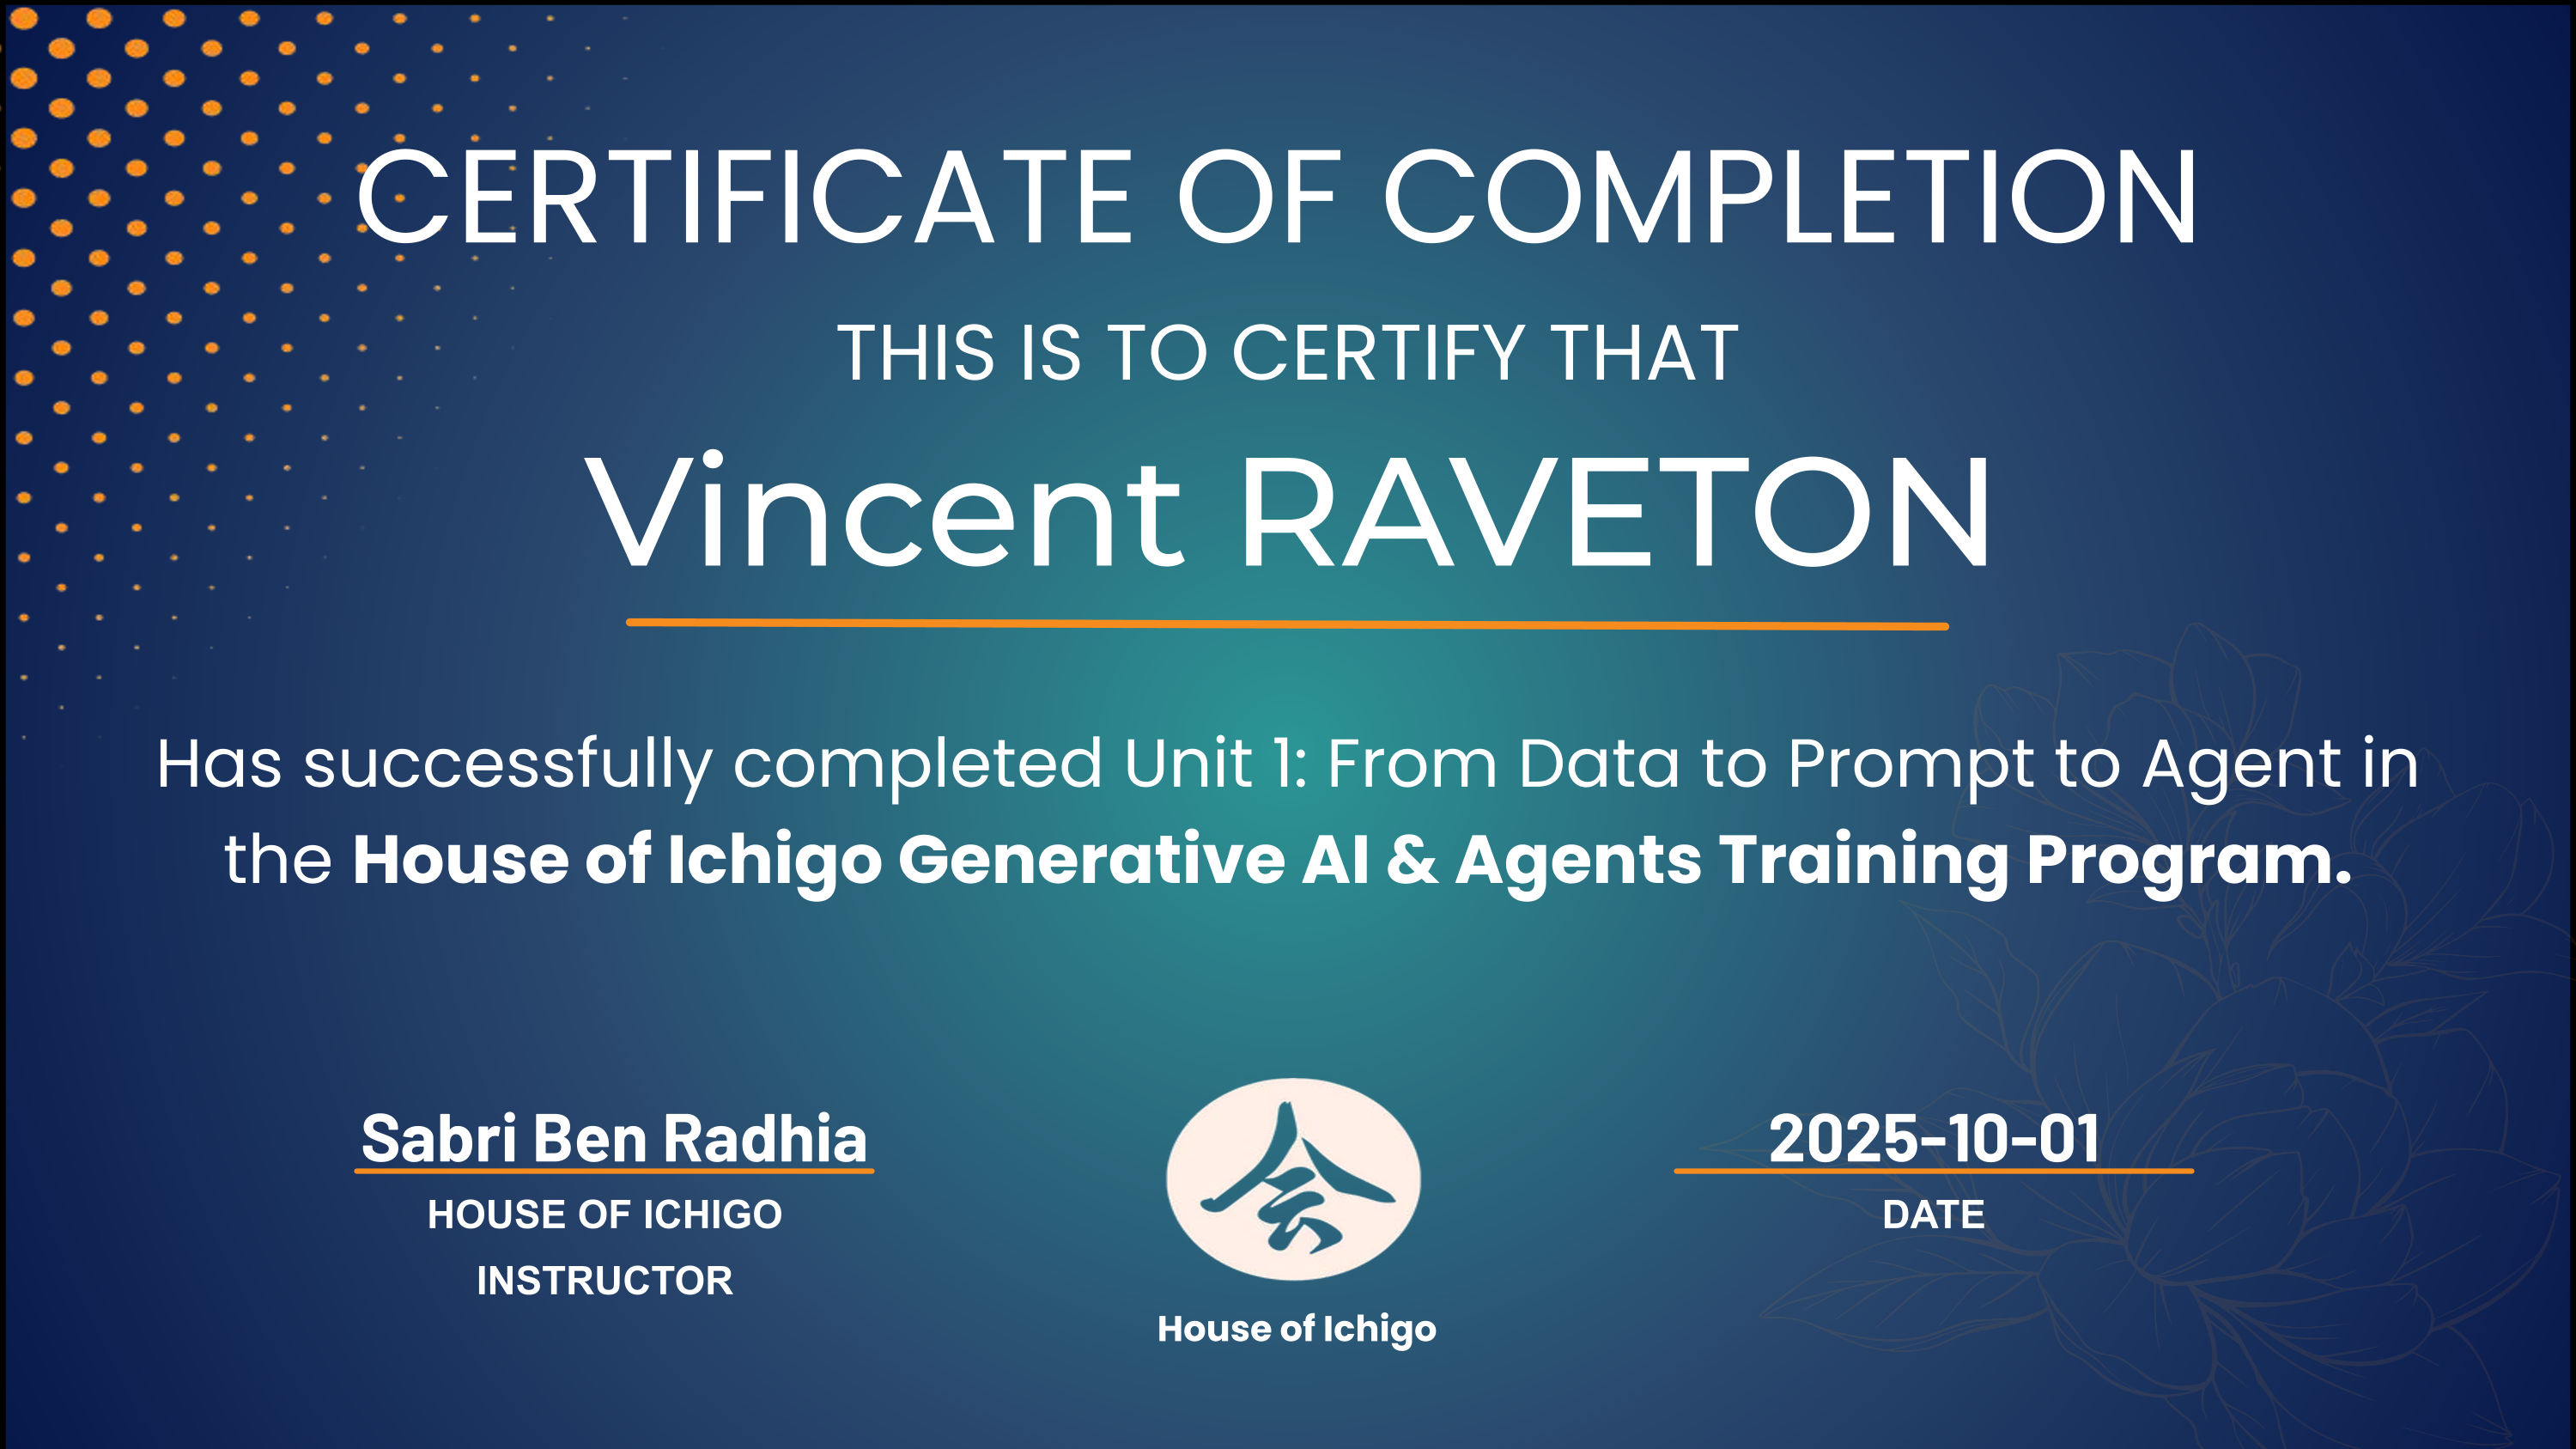 CERTIFICATE OF COMPLETION
THIS IS TO CERTIFY THAT
Vincent RAVETON
Has successfully completed Unit 1: From Data to Prompt to Agent in
the House of Ichigo Generative AI & Agents Training Program.
Sabri Ben Radhia
HOUSE OF ICHIGO
INSTRUCTOR
会
House of Ichigo
2025-10-01
DATE